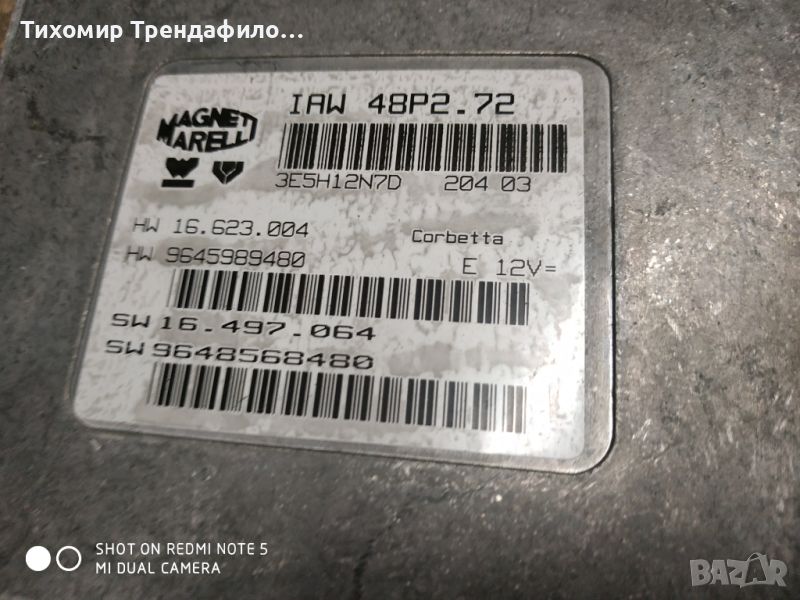 Тихомир Трендафило...
IAW 48P2.72
MAGNETI
MARELLI
3E5H12N7D 204 03
HW 16.623.004
Corbetta
HW 9645989480
E 12V=
SW 16.497.064
SW 9648568480
SHOT ON REDMI NOTE 5
MI DUAL CAMERA
BAZAR